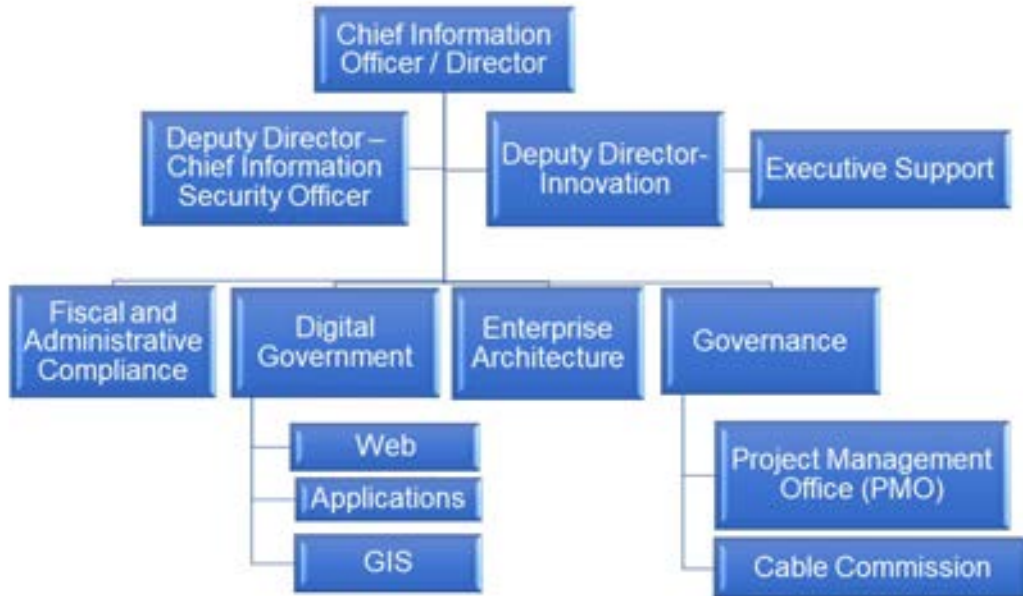 Chief Information
Officer / Director
Deputy Director –
Chief Information
Security Officer
Deputy Director-
Innovation
Executive Support
Fiscal and
Administrative
Compliance
Digital
Government
Enterprise
Architecture
Governance
Web
Applications
GIS
Project Management
Office (PMO)
Cable Commission